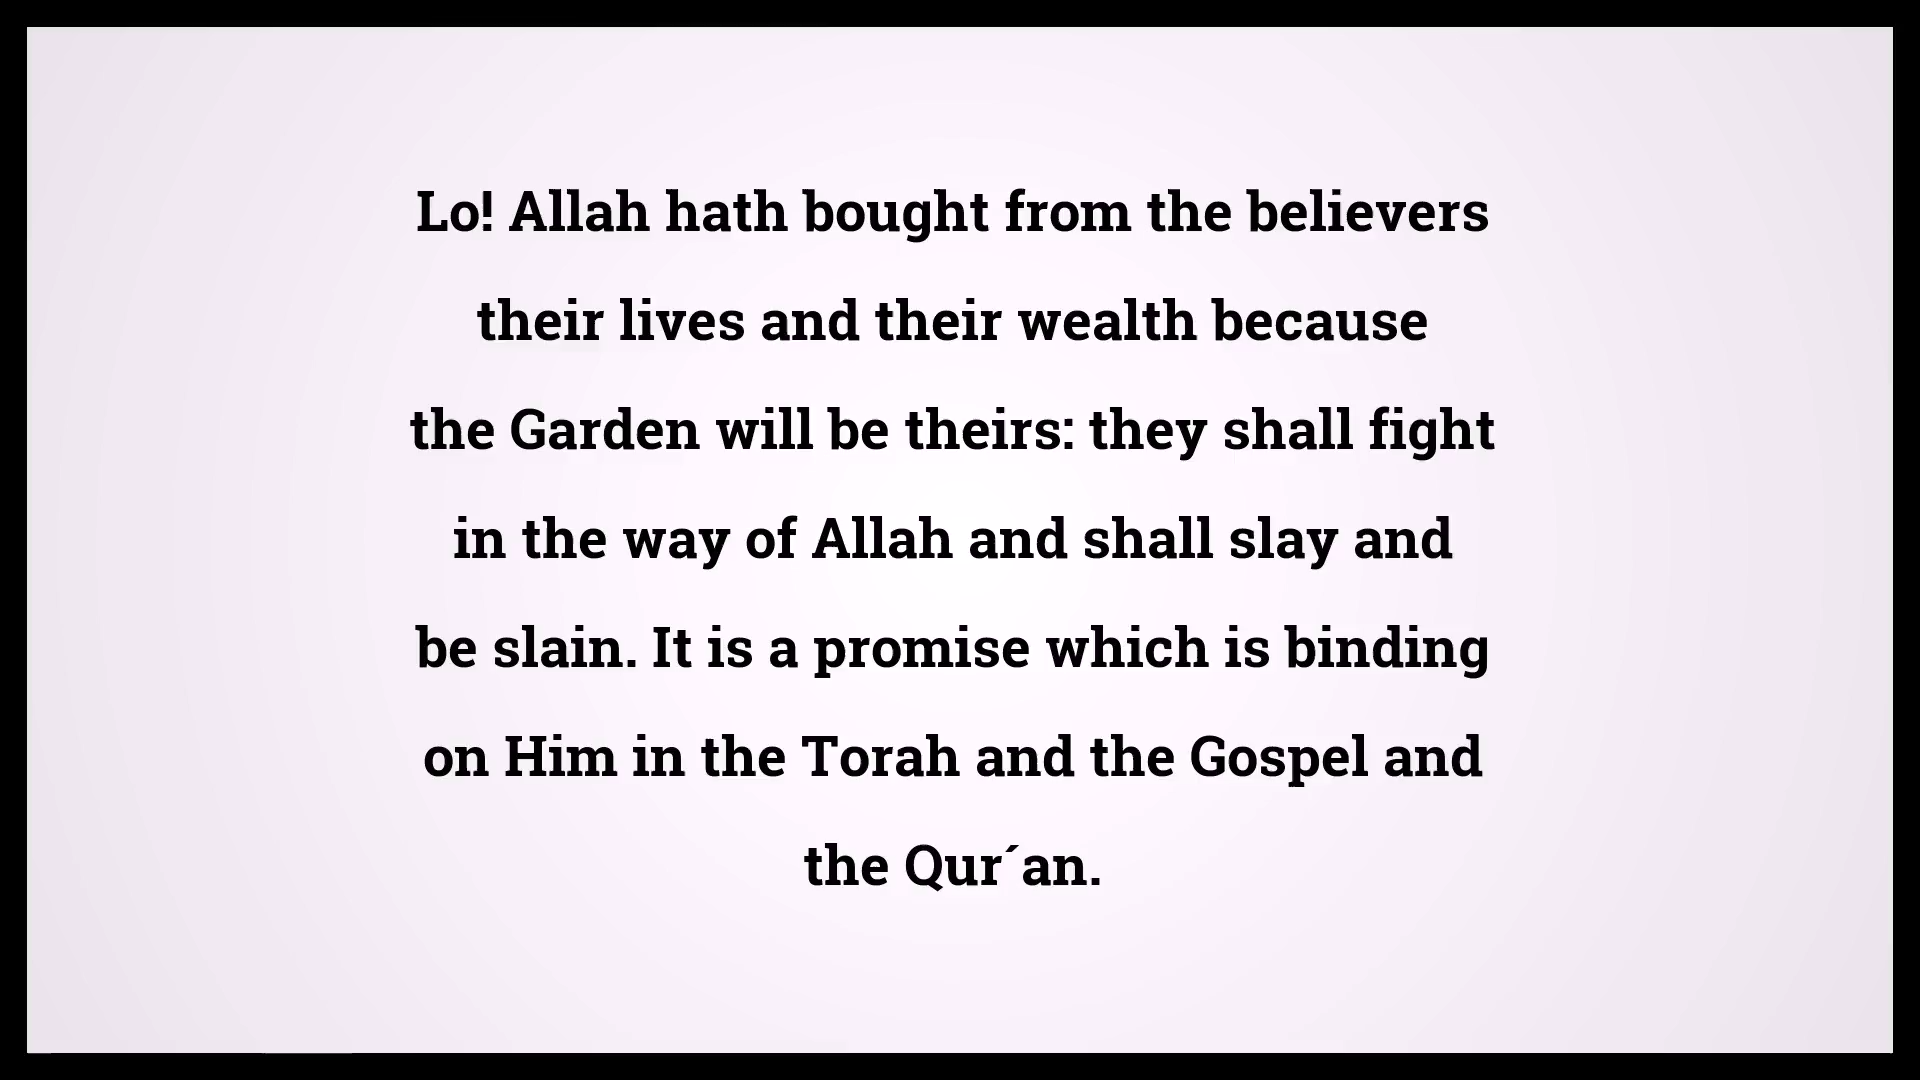 Lo! Allah hath bought from the believers
their lives and their wealth because
the Garden will be theirs: they shall fight
in the way of Allah and shall slay and
be slain. It is a promise which is binding
on Him in the Torah and the Gospel and
the Qur´an.